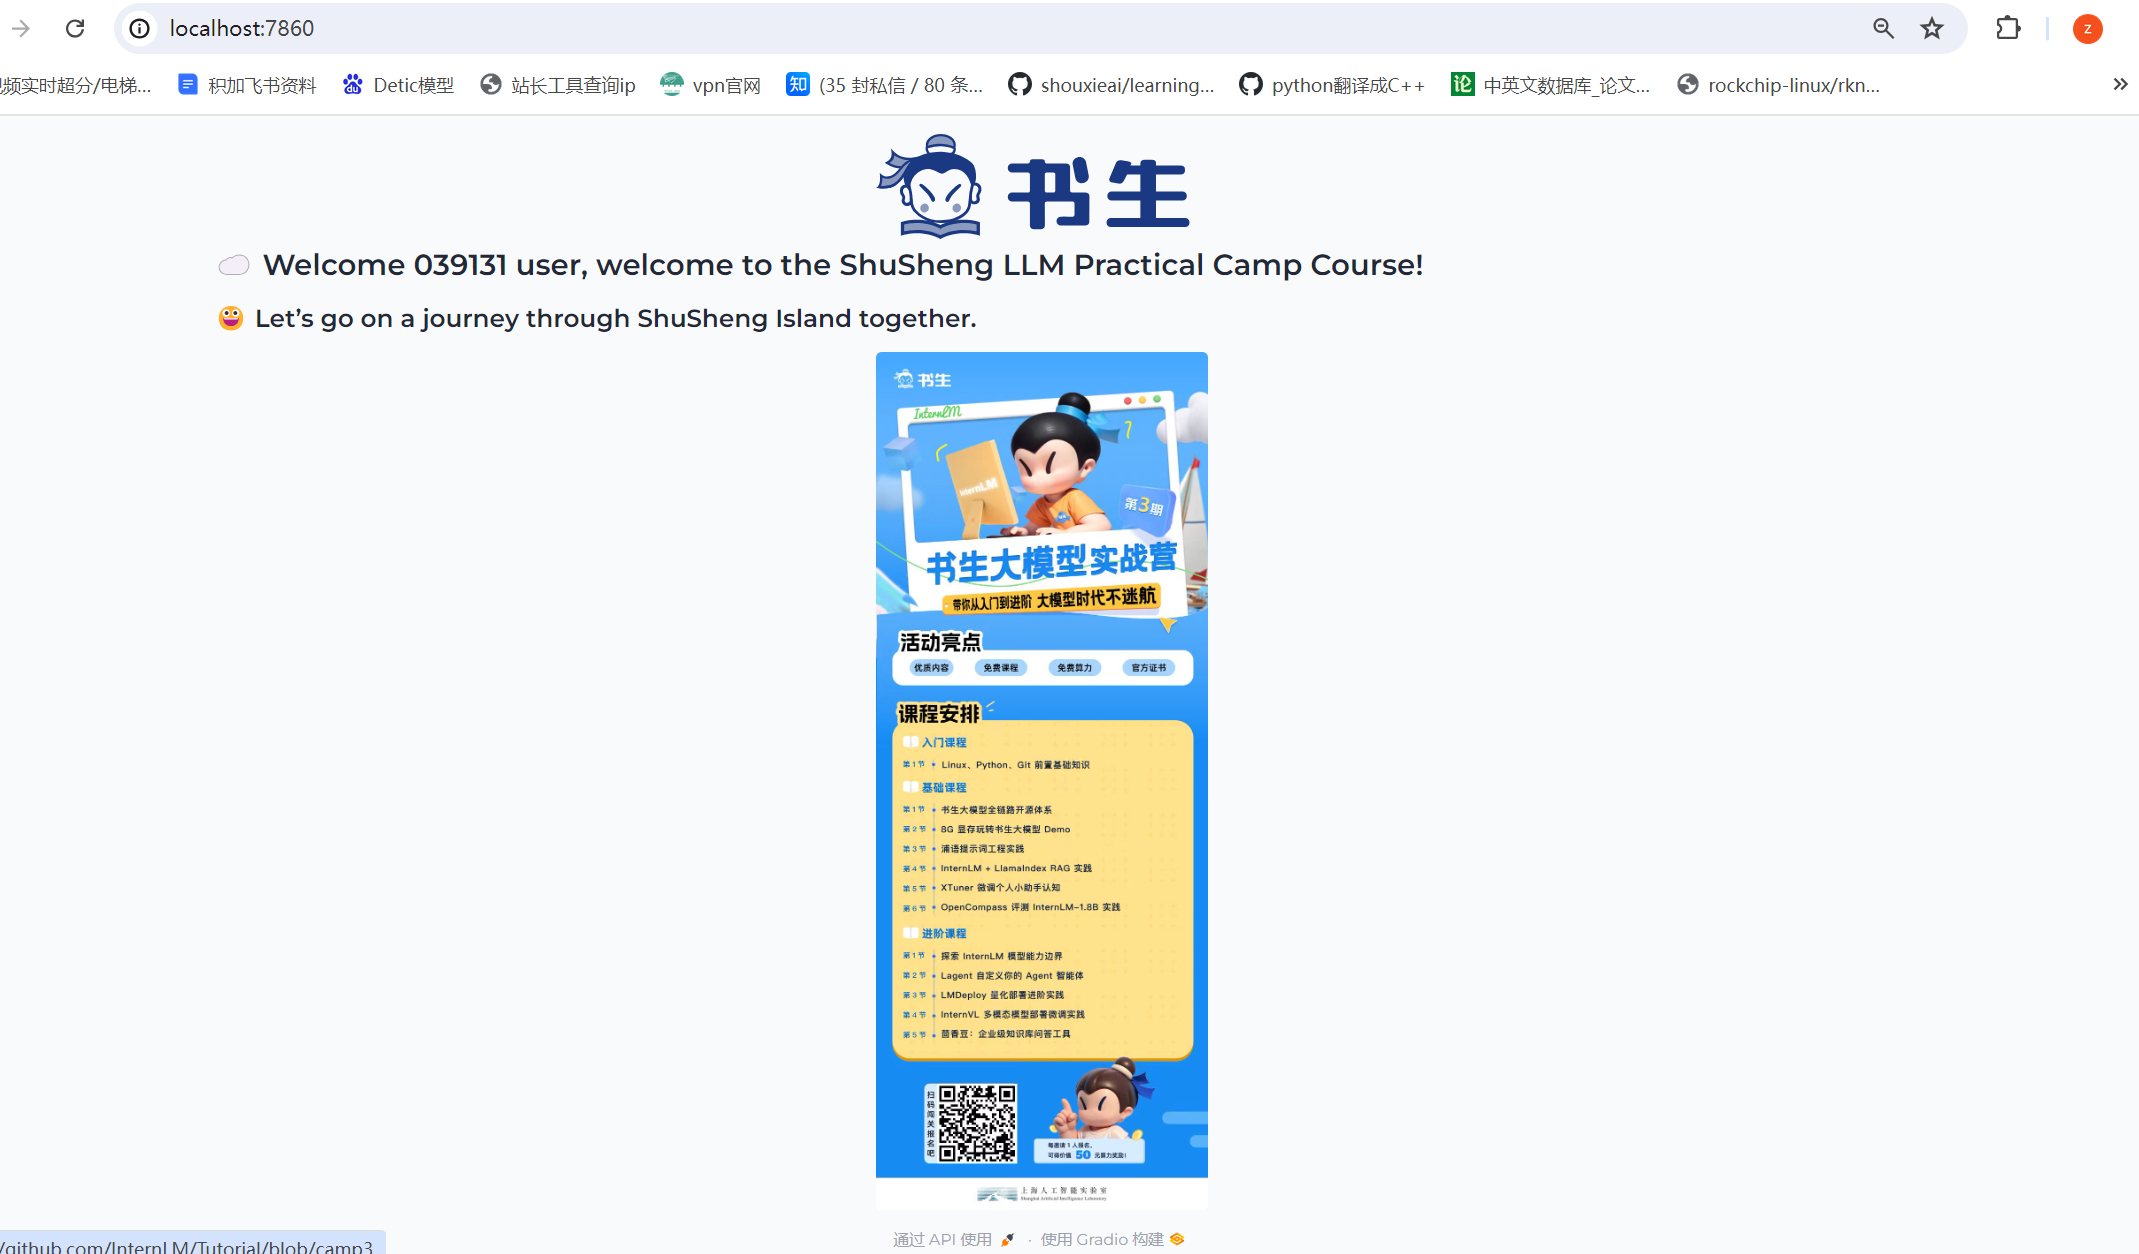 localhost:7860
z
频实时超分/电梯...
积加飞书资料
Detic模型
站长工具查询ip
vpn官网
知
(35 封私信 / 80 条...
shouxieai/learning...
python翻译成C++
论
中英文数据库_论文...
rockchip-linux/rkn...
书生
Welcome 039131 user, welcome to the ShuSheng LLM Practical Camp Course!
Let’s go on a journey through ShuSheng Island together.
书生
InternLM
InternLM
第3期
书生大模型实战营
带你从入门到进阶 大模型时代不迷航
活动亮点
优质内容 免费课程 免费算力 官方证书
课程安排
入门课程
第1节 Linux、Python、Git 前置基础知识
基础课程
第1节 书生大模型全链路开源体系
第2节 8G 显存玩转书生大模型 Demo
第3节 浦语提示词工程实践
第4节 InternLM + LlamaIndex RAG 实践
第5节 XTuner 微调个人小助手认知
第6节 OpenCompass 评测 InternLM-1.8B 实践
进阶课程
第1节 探索 InternLM 模型能力边界
第2节 Lagent 自定义你的 Agent 智能体
第3节 LMDeploy 量化部署进阶实践
第4节 InternVL 多模态模型部署微调实践
第5节 茴香豆：企业级知识库问答工具
扫码闯关报名吧
每邀请 1 人报名，
可得价值 50 元算力奖励！
上海人工智能实验室
Shanghai Artificial Intelligence Laboratory
通过 API 使用 · 使用 Gradio 构建
/github.com/InternLM/Tutorial/blob/camp3